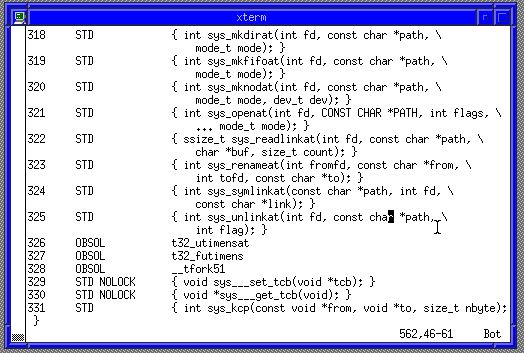 xterm
318 STD { int sys_mkdirat(int fd, const char *path, \
mode_t mode); }
319 STD { int sys_mkfifoat(int fd, const char *path, \
mode_t mode); }
320 STD { int sys_mknodat(int fd, const char *path, \
mode_t mode, dev_t dev); }
321 STD { int sys_openat(int fd, CONST CHAR *PATH, int flags, \
... mode_t mode); }
322 STD { ssize_t sys_readlinkat(int fd, const char *path, \
char *buf, size_t count); }
323 STD { int sys_renameat(int fromfd, const char *from, \
int tofd, const char *to); }
324 STD { int sys_symlinkat(const char *path, int fd, \
const char *link); }
325 STD { int sys_unlinkat(int fd, const char *path, \
int flag); }
326 OBSOL t32_utimensat
327 OBSOL t32_futimens
328 OBSOL __tfork51
329 STD NOLOCK { void sys___set_tcb(void *tcb); }
330 STD NOLOCK { void *sys___get_tcb(void); }
331 STD { int sys_kcp(const void *from, void *to, size_t nbyte);
}
562,46-61 Bot